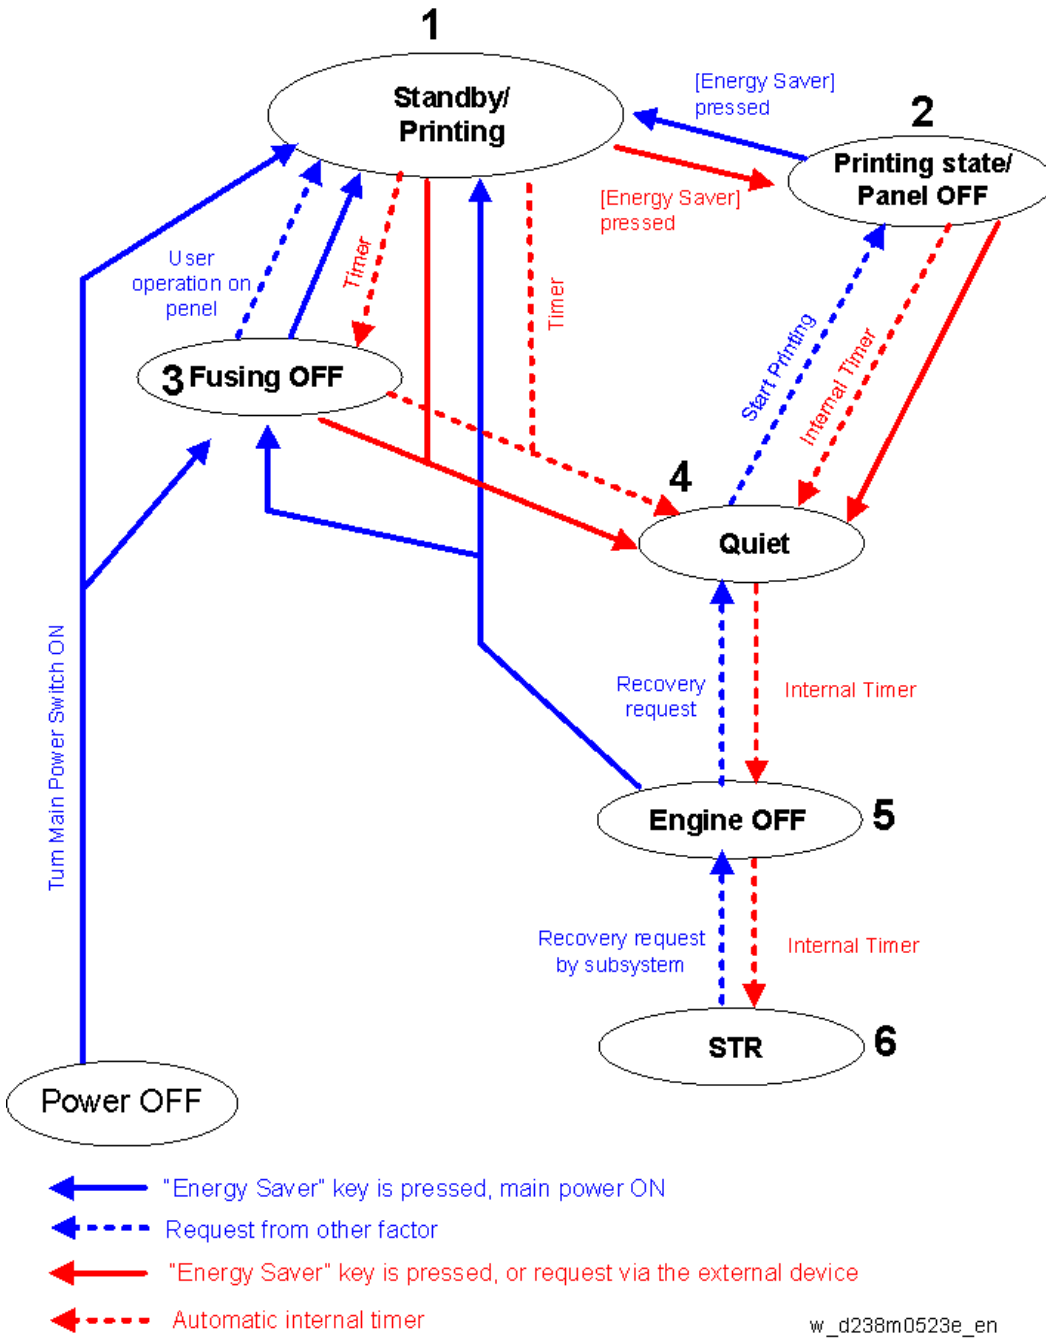 1
Standby/
Printing
[Energy Saver]
pressed
2
Printing state/
Panel OFF
[Energy Saver]
pressed
User
operation on
penel
Timer
Timer
3 Fusing OFF
Start Printing
Internal Timer
4
Quiet
Recovery
request
Internal Timer
Turn Main Power Switch ON
Engine OFF
5
Recovery request
by subsystem
Internal Timer
STR
6
Power OFF
"Energy Saver" key is pressed, main power ON
Request from other factor
"Energy Saver" key is pressed, or request via the external device
Automatic internal timer
w_d238m0523e_en